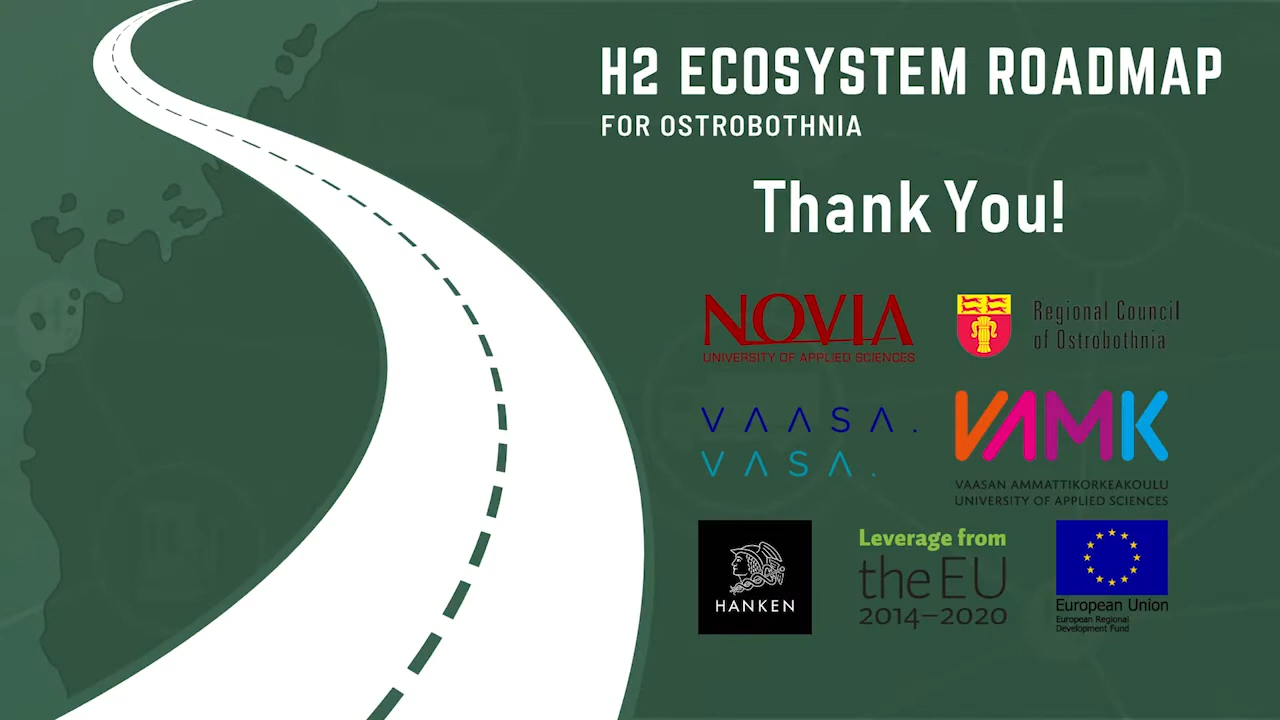 H2 ECOSYSTEM ROADMAP
FOR OSTROBOTHNIA
Thank You!
NOVIA
UNIVERSITY OF APPLIED SCIENCES
Regional Council
of Ostrobothnia
VAASA.
VASA.
VAMK
VAASAN AMMATTIKORKEAKOULU
UNIVERSITY OF APPLIED SCIENCES
HANKEN
Leverage from
the EU
2014–2020
European Union
European Regional
Development Fund